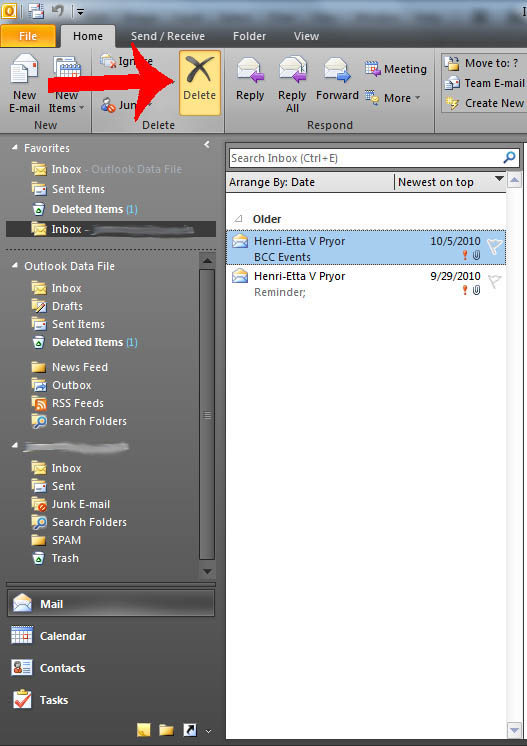 File Home Send / Receive Folder View
Ignore
Delete
New E-mail
New Items
Junk
Reply
Reply All
Forward
Meeting
More
Move to: ?
Team E-mail
Create New
New Delete Respond
Favorites
Inbox - Outlook Data File
Sent Items
Deleted Items (1)
Inbox -
Outlook Data File
Inbox
Drafts
Sent Items
Deleted Items (1)
News Feed
Outbox
RSS Feeds
Search Folders
Inbox
Sent
Junk E-mail
Search Folders
SPAM
Trash
Mail
Calendar
Contacts
Tasks
Search Inbox (Ctrl+E)
Arrange By: Date Newest on top
Older
Henri-Etta V Pryor 10/5/2010
BCC Events
Henri-Etta V Pryor 9/29/2010
Reminder;